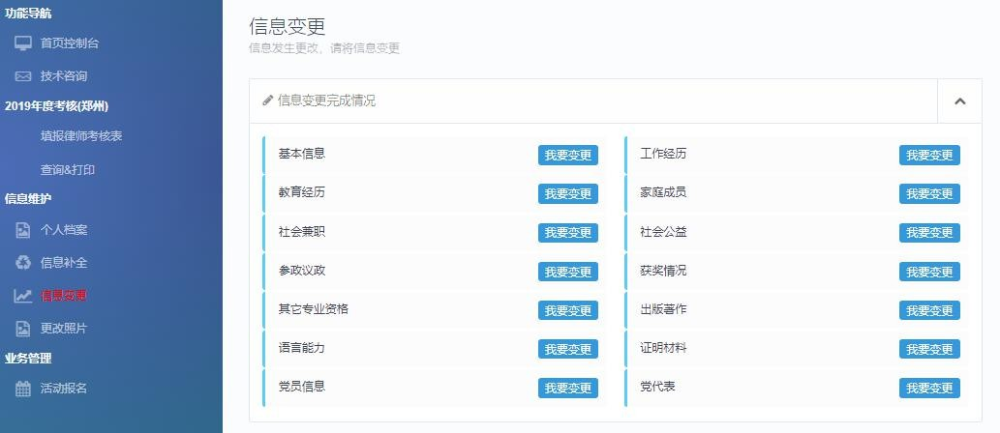 功能导航
首页控制台
技术咨询
2019年度考核(郑州)
填报律师考核表
查询&打印
信息维护
个人档案
信息补全
信息变更
更改照片
业务管理
活动报名
信息变更
信息发生更改，请将信息变更
信息变更完成情况
基本信息 我要变更 工作经历 我要变更
教育经历 我要变更 家庭成员 我要变更
社会兼职 我要变更 社会公益 我要变更
参政议政 我要变更 获奖情况 我要变更
其它专业资格 我要变更 出版著作 我要变更
语言能力 我要变更 证明材料 我要变更
党员信息 我要变更 党代表 我要变更